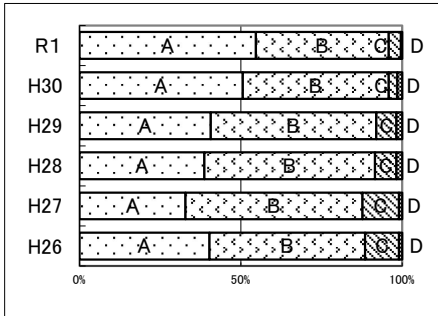 R1 A B C D
H30 A B C D
H29 A B C D
H28 A B C D
H27 A B C D
H26 A B C D
0% 50% 100%